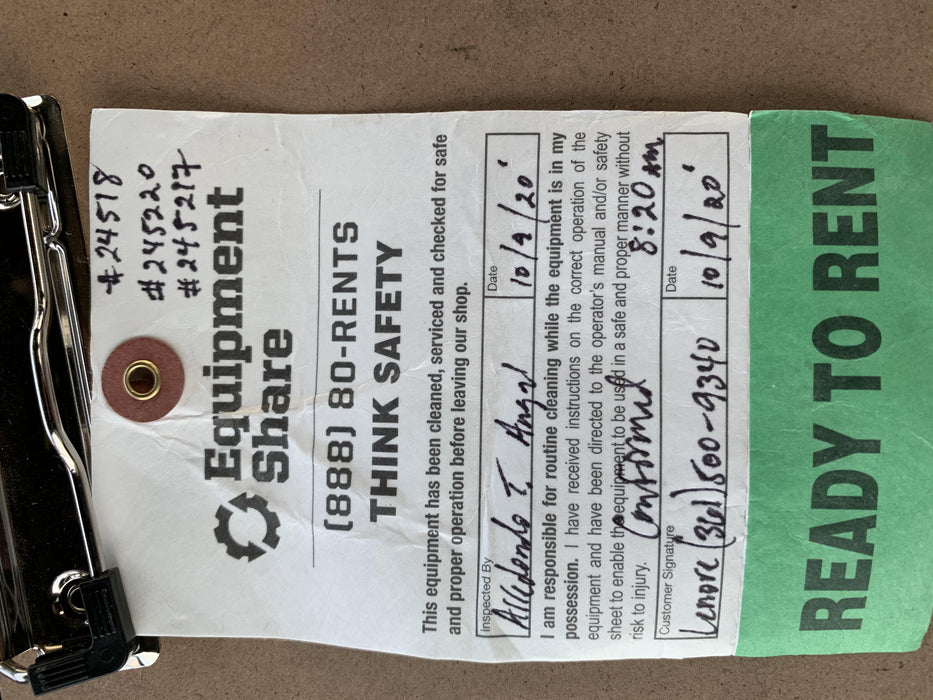 #24518
#245220
#245217
Equipment
Share
(888) 80-RENTS
THINK SAFETY
This equipment has been cleaned, serviced and checked for safe
and proper operation before leaving our shop.
Inspected By
Date
10/9/20'
I am responsible for routine cleaning while the equipment is in my
possession. I have received instructions on the correct operation of the
equipment and have been directed to the operator's manual and/or safety
sheet to enable the equipment to be used in a safe and proper manner without
risk to injury. Confirmed 8:20 am
Customer Signature
Date
Lenore (361) 500-9340 10/9/20'
READY TO RENT